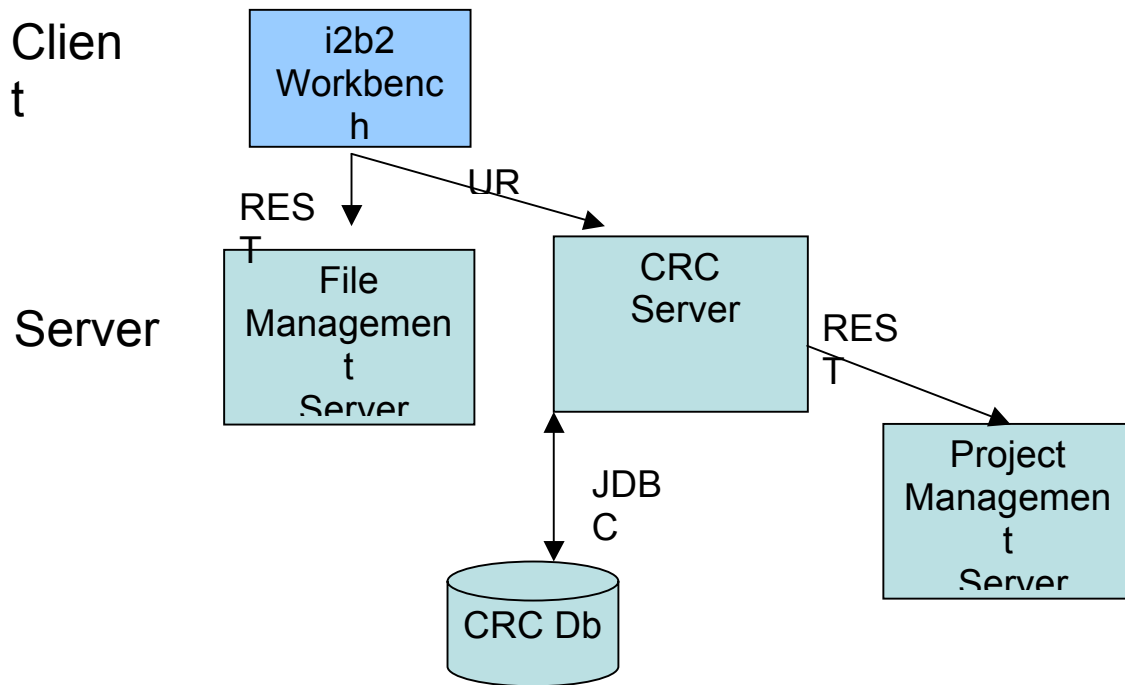 Clien
t
i2b2
Workbenc
h
UR
RES
T
File
Managemen
t
Server
CRC
Server
Server
RES
T
JDB
C
Project
Managemen
t
Server
CRC Db